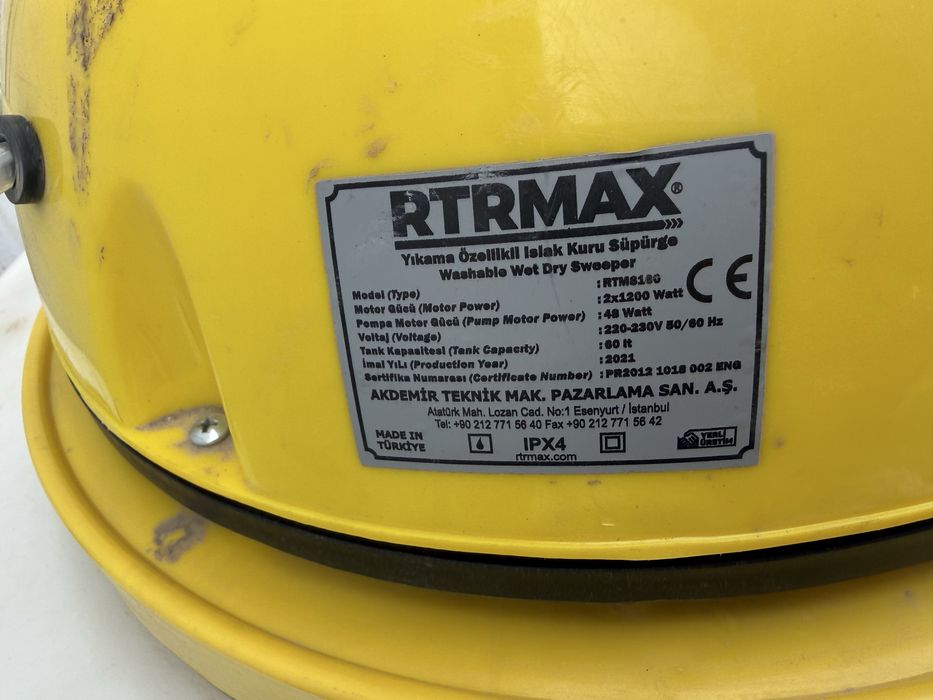 RTRMAX®
Yıkama Özellikli Islak Kuru Süpürge
Washable Wet Dry Sweeper
Model (Type) :
Motor Gücü (Motor Power) : 2x1200 Watt
Pompa Motor Gücü (Pump Motor Power) : 48 Watt
Voltaj (Voltage) : 220-230V 50/60 Hz
Tank Kapasitesi (Tank Capacity) : 60 lt
İmal YıLı (Production Year) : 2021
Sertifika Numarası (Certificate Number) : PR2012 1018 002 ENG
CE
AKDEMİR TEKNİK MAK. PAZARLAMA SAN. A.Ş.
Atatürk Mah. Lozan Cad. No:1 Esenyurt / İstanbul
Tel: +90 212 771 56 40 Fax +90 212 771 56 42
MADE IN
TÜRKİYE
IPX4
rtrmax.com
YERLİ
ÜRETİM